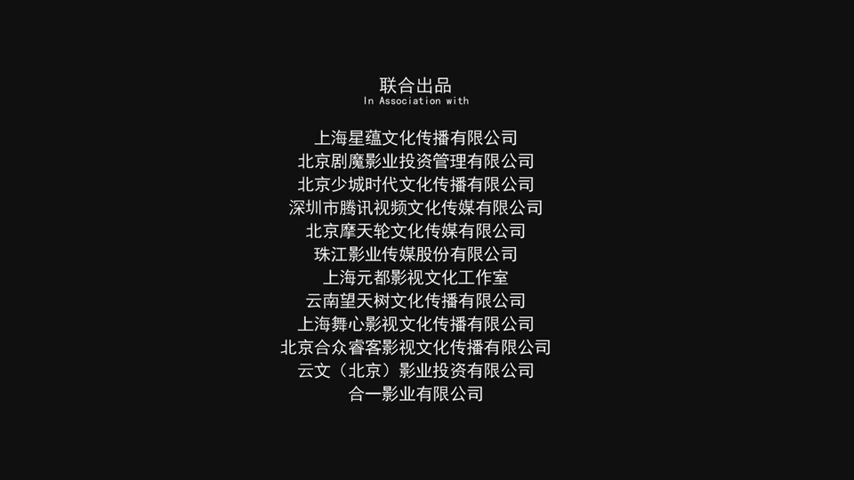 联合出品
In Association with
上海星蕴文化传播有限公司
北京剧魔影业投资管理有限公司
北京少城时代文化传播有限公司
深圳市腾讯视频文化传媒有限公司
北京摩天轮文化传媒有限公司
珠江影业传媒股份有限公司
上海元都影视文化工作室
云南望天树文化传播有限公司
上海舞心影视文化传播有限公司
北京合众睿客影视文化传播有限公司
云文（北京）影业投资有限公司
合一影业有限公司